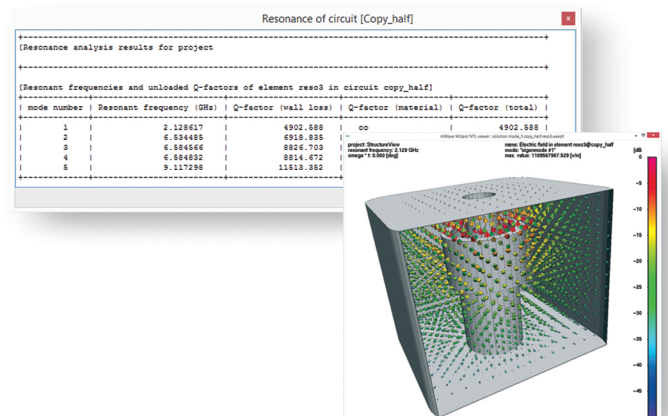 Resonance of circuit [Copy_half]
x
[Resonance analysis results for project
[Resonant frequencies and unloaded Q-factors of element reso3 in circuit copy_half]
| mode number | Resonant frequency (GHz) | Q-factor (wall loss) | Q-factor (material) | Q-factor (total) |
| 1 | 2.128617 | 4902.588 | oo | 4902.588 |
| 2 | 6.534485 | 6918.835
| 3 | 6.584566 | 8826.703
| 4 | 6.584832 | 8814.672
| 5 | 9.117298 | 11513.352
project: StructureView
resonant frequency: 2.129 GHz
omega * t: 0.000 [deg]
name: Electric field in element reso3@copy_half
mode: "eigenmode #1"
max. value: 1109567967.529 [v/m]
[dB
0
-5
-10
-15
-20
-25
-30
-35
-40
-45